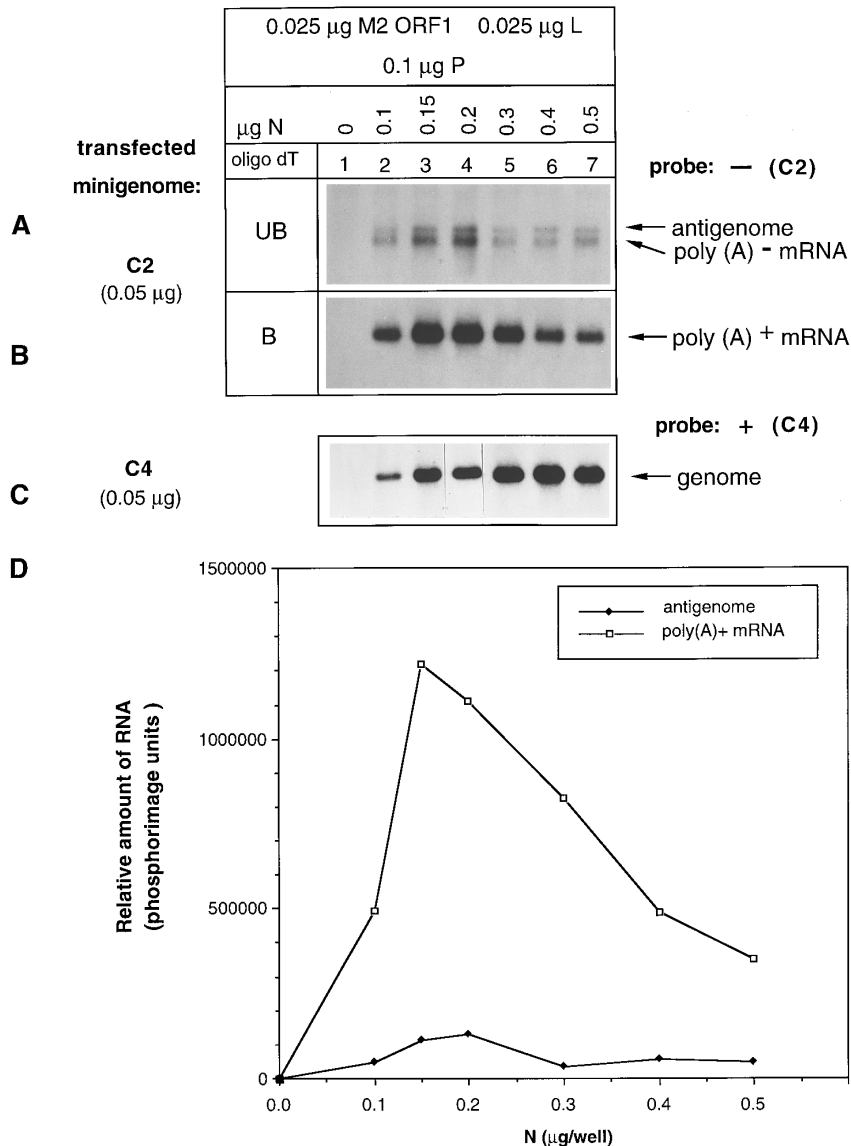 0.025 µg M2 ORF1 0.025 µg L
0.1 µg P
µg N 0 0.1 0.15 0.2 0.3 0.4 0.5
oligo dT 1 2 3 4 5 6 7
transfected
minigenome:
probe: — (C2)
A
UB
antigenome
poly (A) - mRNA
C2
(0.05 µg)
B
B
poly (A) + mRNA
probe: + (C4)
C
C4
(0.05 µg)
genome
D
1500000
1000000
500000
0
Relative amount of RNA
(phosphorimage units )
antigenome
poly(A)+ mRNA
0.0 0.1 0.2 0.3 0.4 0.5
N (µg/well)